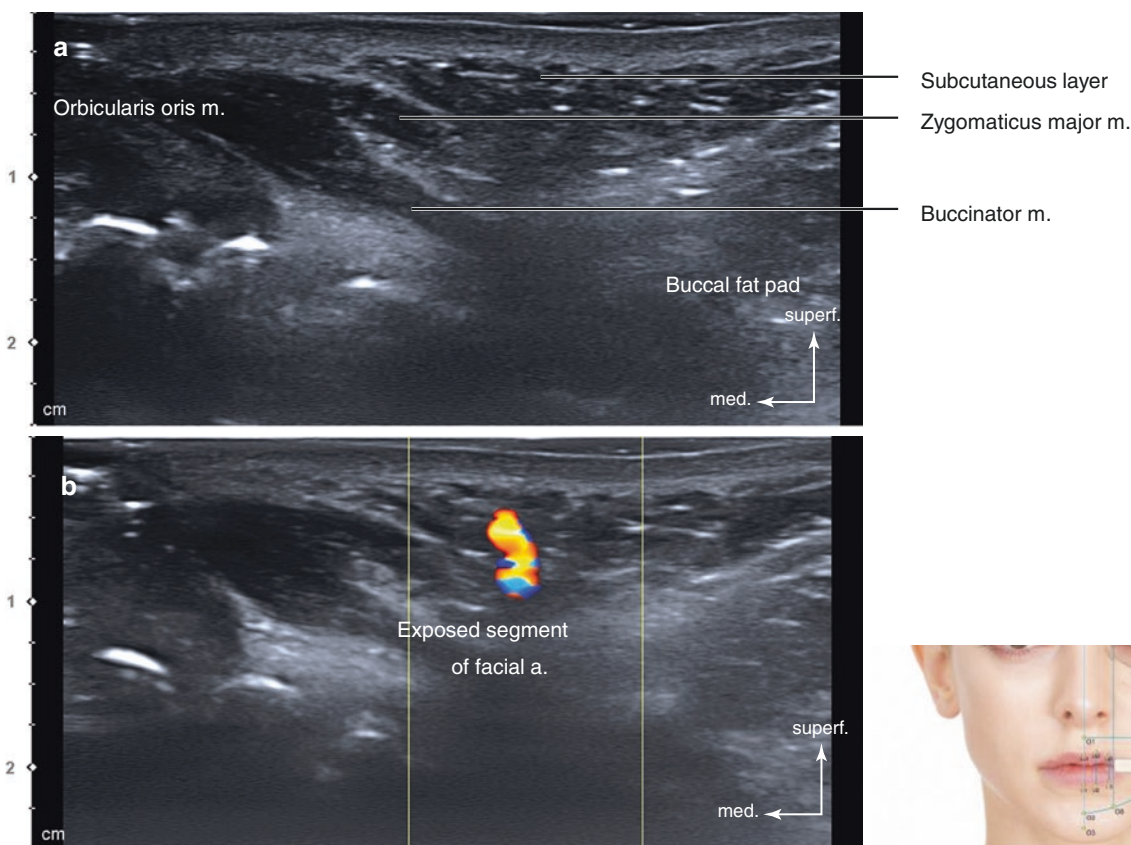 a
Subcutaneous layer
Orbicularis oris m.
Zygomaticus major m.
1
Buccinator m.
Buccal fat pad
superf.
2
med.
cm
b
1
Exposed segment
of facial a.
superf.
2
med.
cm